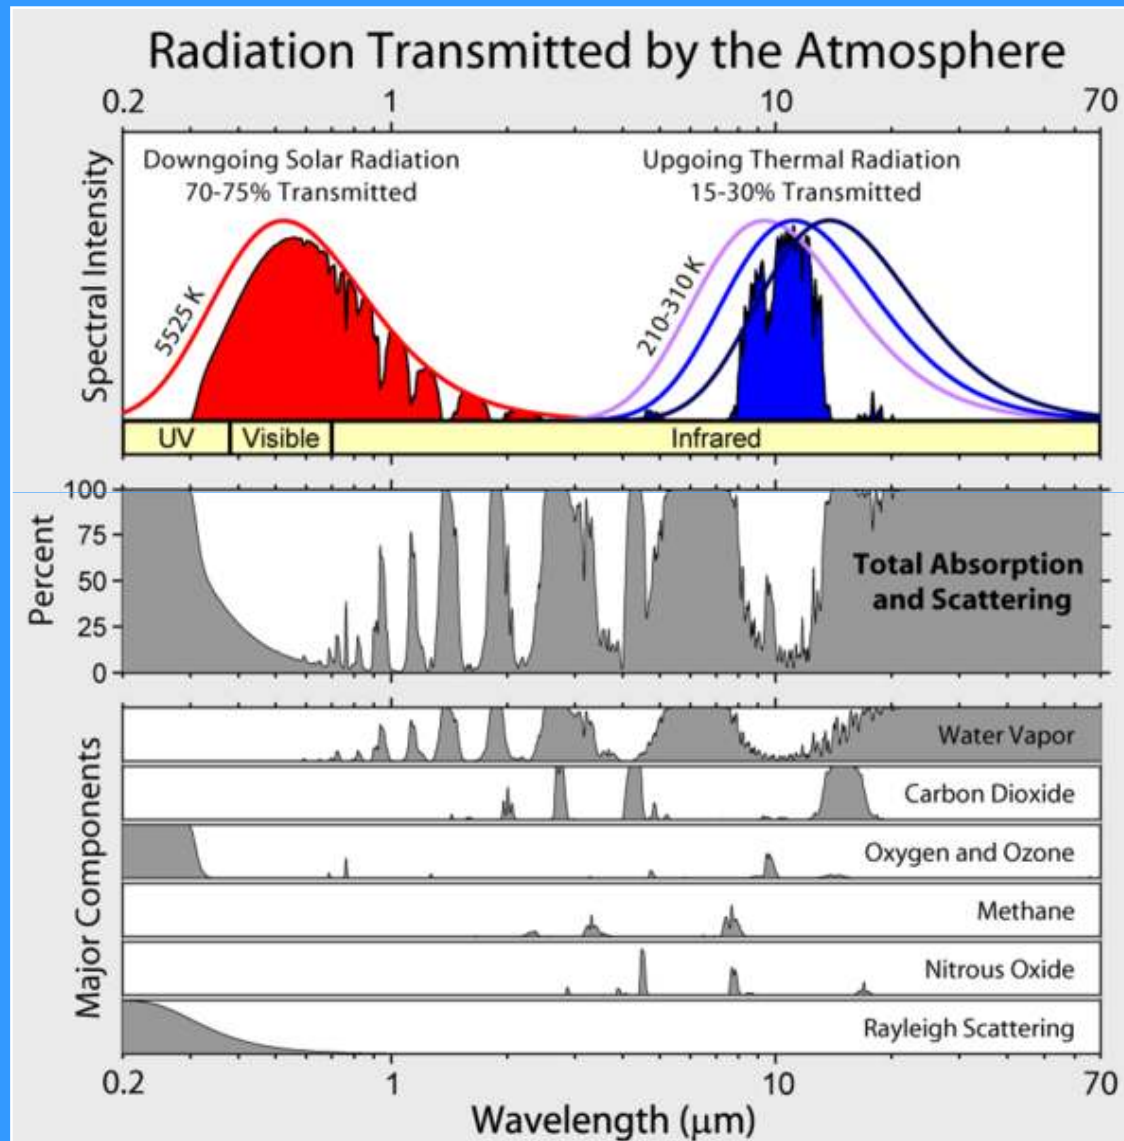 Radiation Transmitted by the Atmosphere
0.2 1 10 70
Downgoing Solar Radiation
70-75% Transmitted
Upgoing Thermal Radiation
15-30% Transmitted
Spectral Intensity
5525 K
210-310 K
UV Visible Infrared
Percent
100
75
50
25
0
Total Absorption
and Scattering
Major Components
Water Vapor
Carbon Dioxide
Oxygen and Ozone
Methane
Nitrous Oxide
Rayleigh Scattering
0.2 1 10 70
Wavelength (μm)